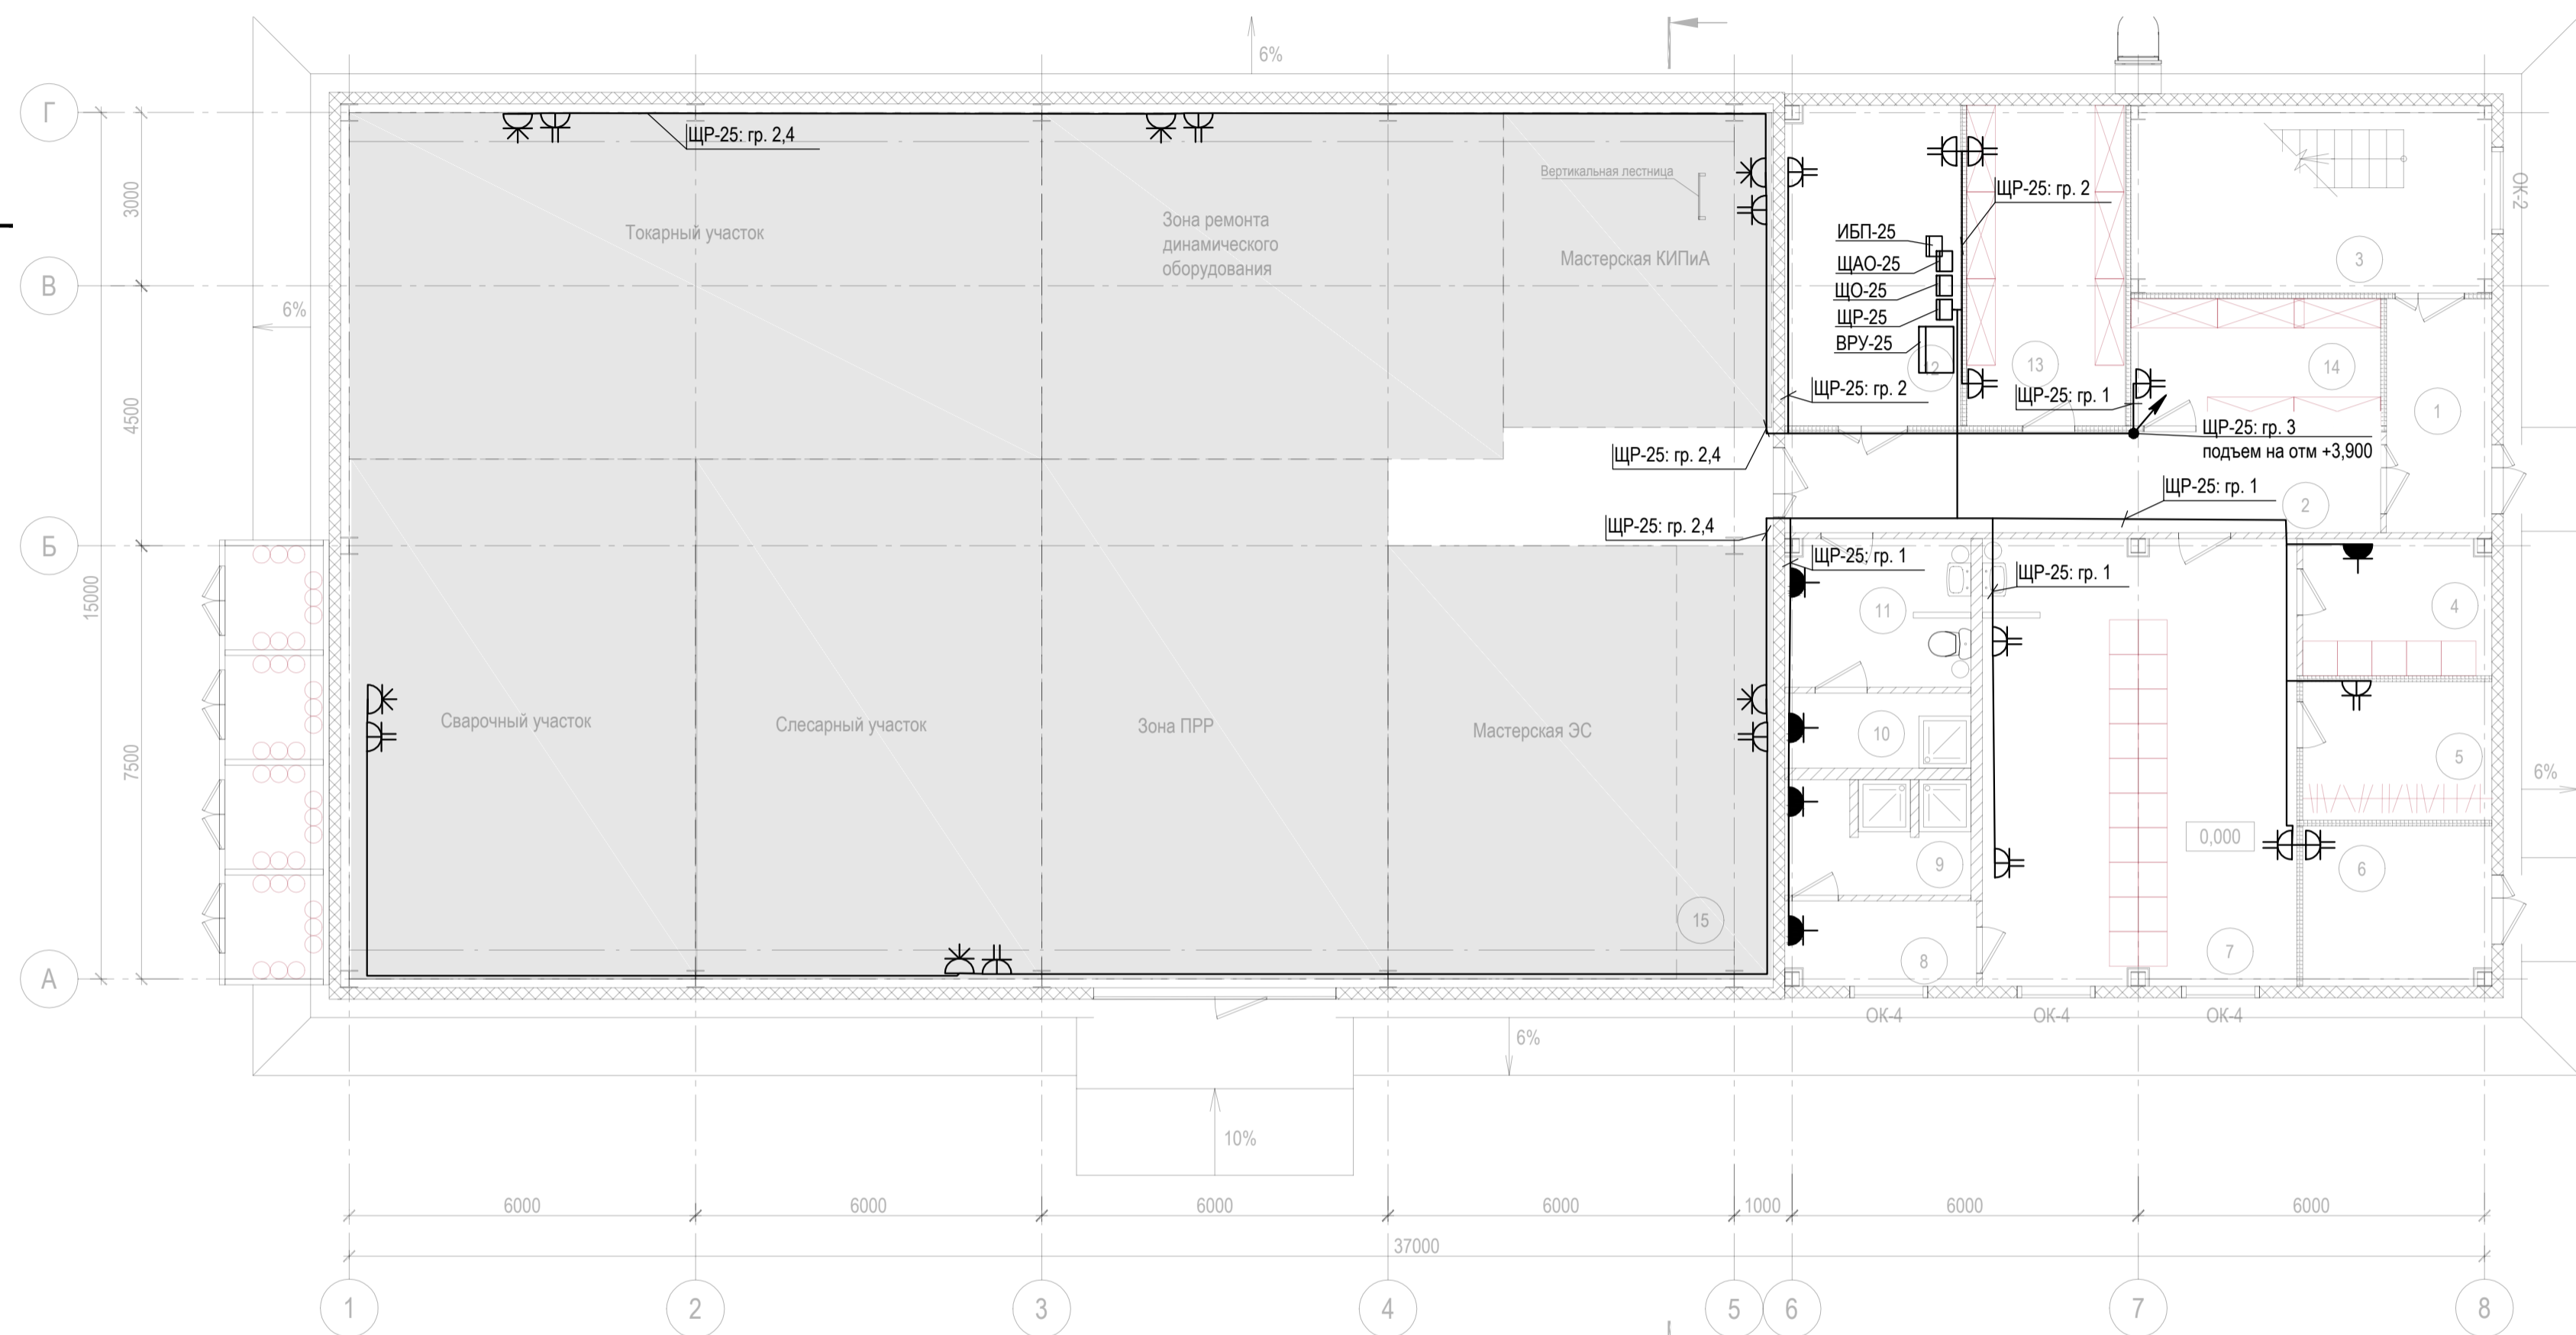 6%
Г
ЩР-25: гр. 2,4
3000
Вертикальная лестница
ЩР-25: гр. 2
ОК-2
Токарный участок
Зона ремонта
динамического
оборудования
Мастерская КИПиА
ИБП-25
ЩАО-25
ЩО-25
ЩР-25
ВРУ-25
3
В
6%
12
13
14
4500
ЩР-25: гр. 2
ЩР-25: гр. 1
1
ЩР-25: гр. 3
подъем на отм +3,900
ЩР-25: гр. 2,4
ЩР-25: гр. 1
2
ЩР-25: гр. 2,4
Б
ЩР-25: гр. 1
ЩР-25: гр. 1
15000
11
4
Сварочный участок
Слесарный участок
Зона ПРР
Мастерская ЭС
10
5
7500
6%
0,000
9
6
15
8
7
А
ОК-4
ОК-4
ОК-4
6%
10%
6000
6000
6000
6000
1000
6000
6000
37000
1
2
3
4
5
6
7
8